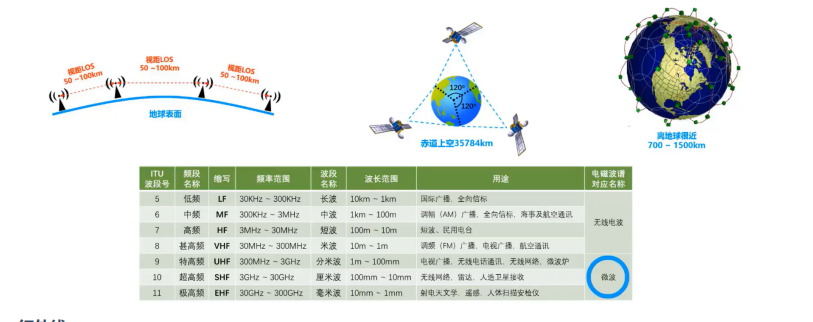 视距LOS
50 ~100km
视距LOS
50 ~100km
视距LOS
50 ~100km
地球表面
120°
120°
赤道上空35784km
离地球很近
700 ~ 1500km
ITU 波段号 频段名称 缩写 频率范围 波段名称 波长范围 用途 电磁波谱对应名称
5 低频 LF 30KHz ~ 300KHz 长波 10km ~ 1km 国际广播、全向信标 无线电波
6 中频 MF 300KHz ~ 3MHz 中波 1km ~ 100m 调幅（AM）广播、全向信标、海事及航空通讯
7 高频 HF 3MHz ~ 30MHz 短波 100m ~ 10m 短波、民用电台
8 甚高频 VHF 30MHz ~ 300MHz 米波 10m ~ 1m 调频（FM）广播、电视广播、航空通讯
9 特高频 UHF 300MHz ~ 3GHz 分米波 1m ~ 100mm 电视广播、无线电话通讯、无线网络、微波炉 微波
10 超高频 SHF 3GHz ~ 30GHz 厘米波 100mm ~ 10mm 无线网络、雷达、人造卫星接收
11 极高频 EHF 30GHz ~ 300GHz 毫米波 10mm ~ 1mm 射电天文学、遥感、人体扫描安检仪